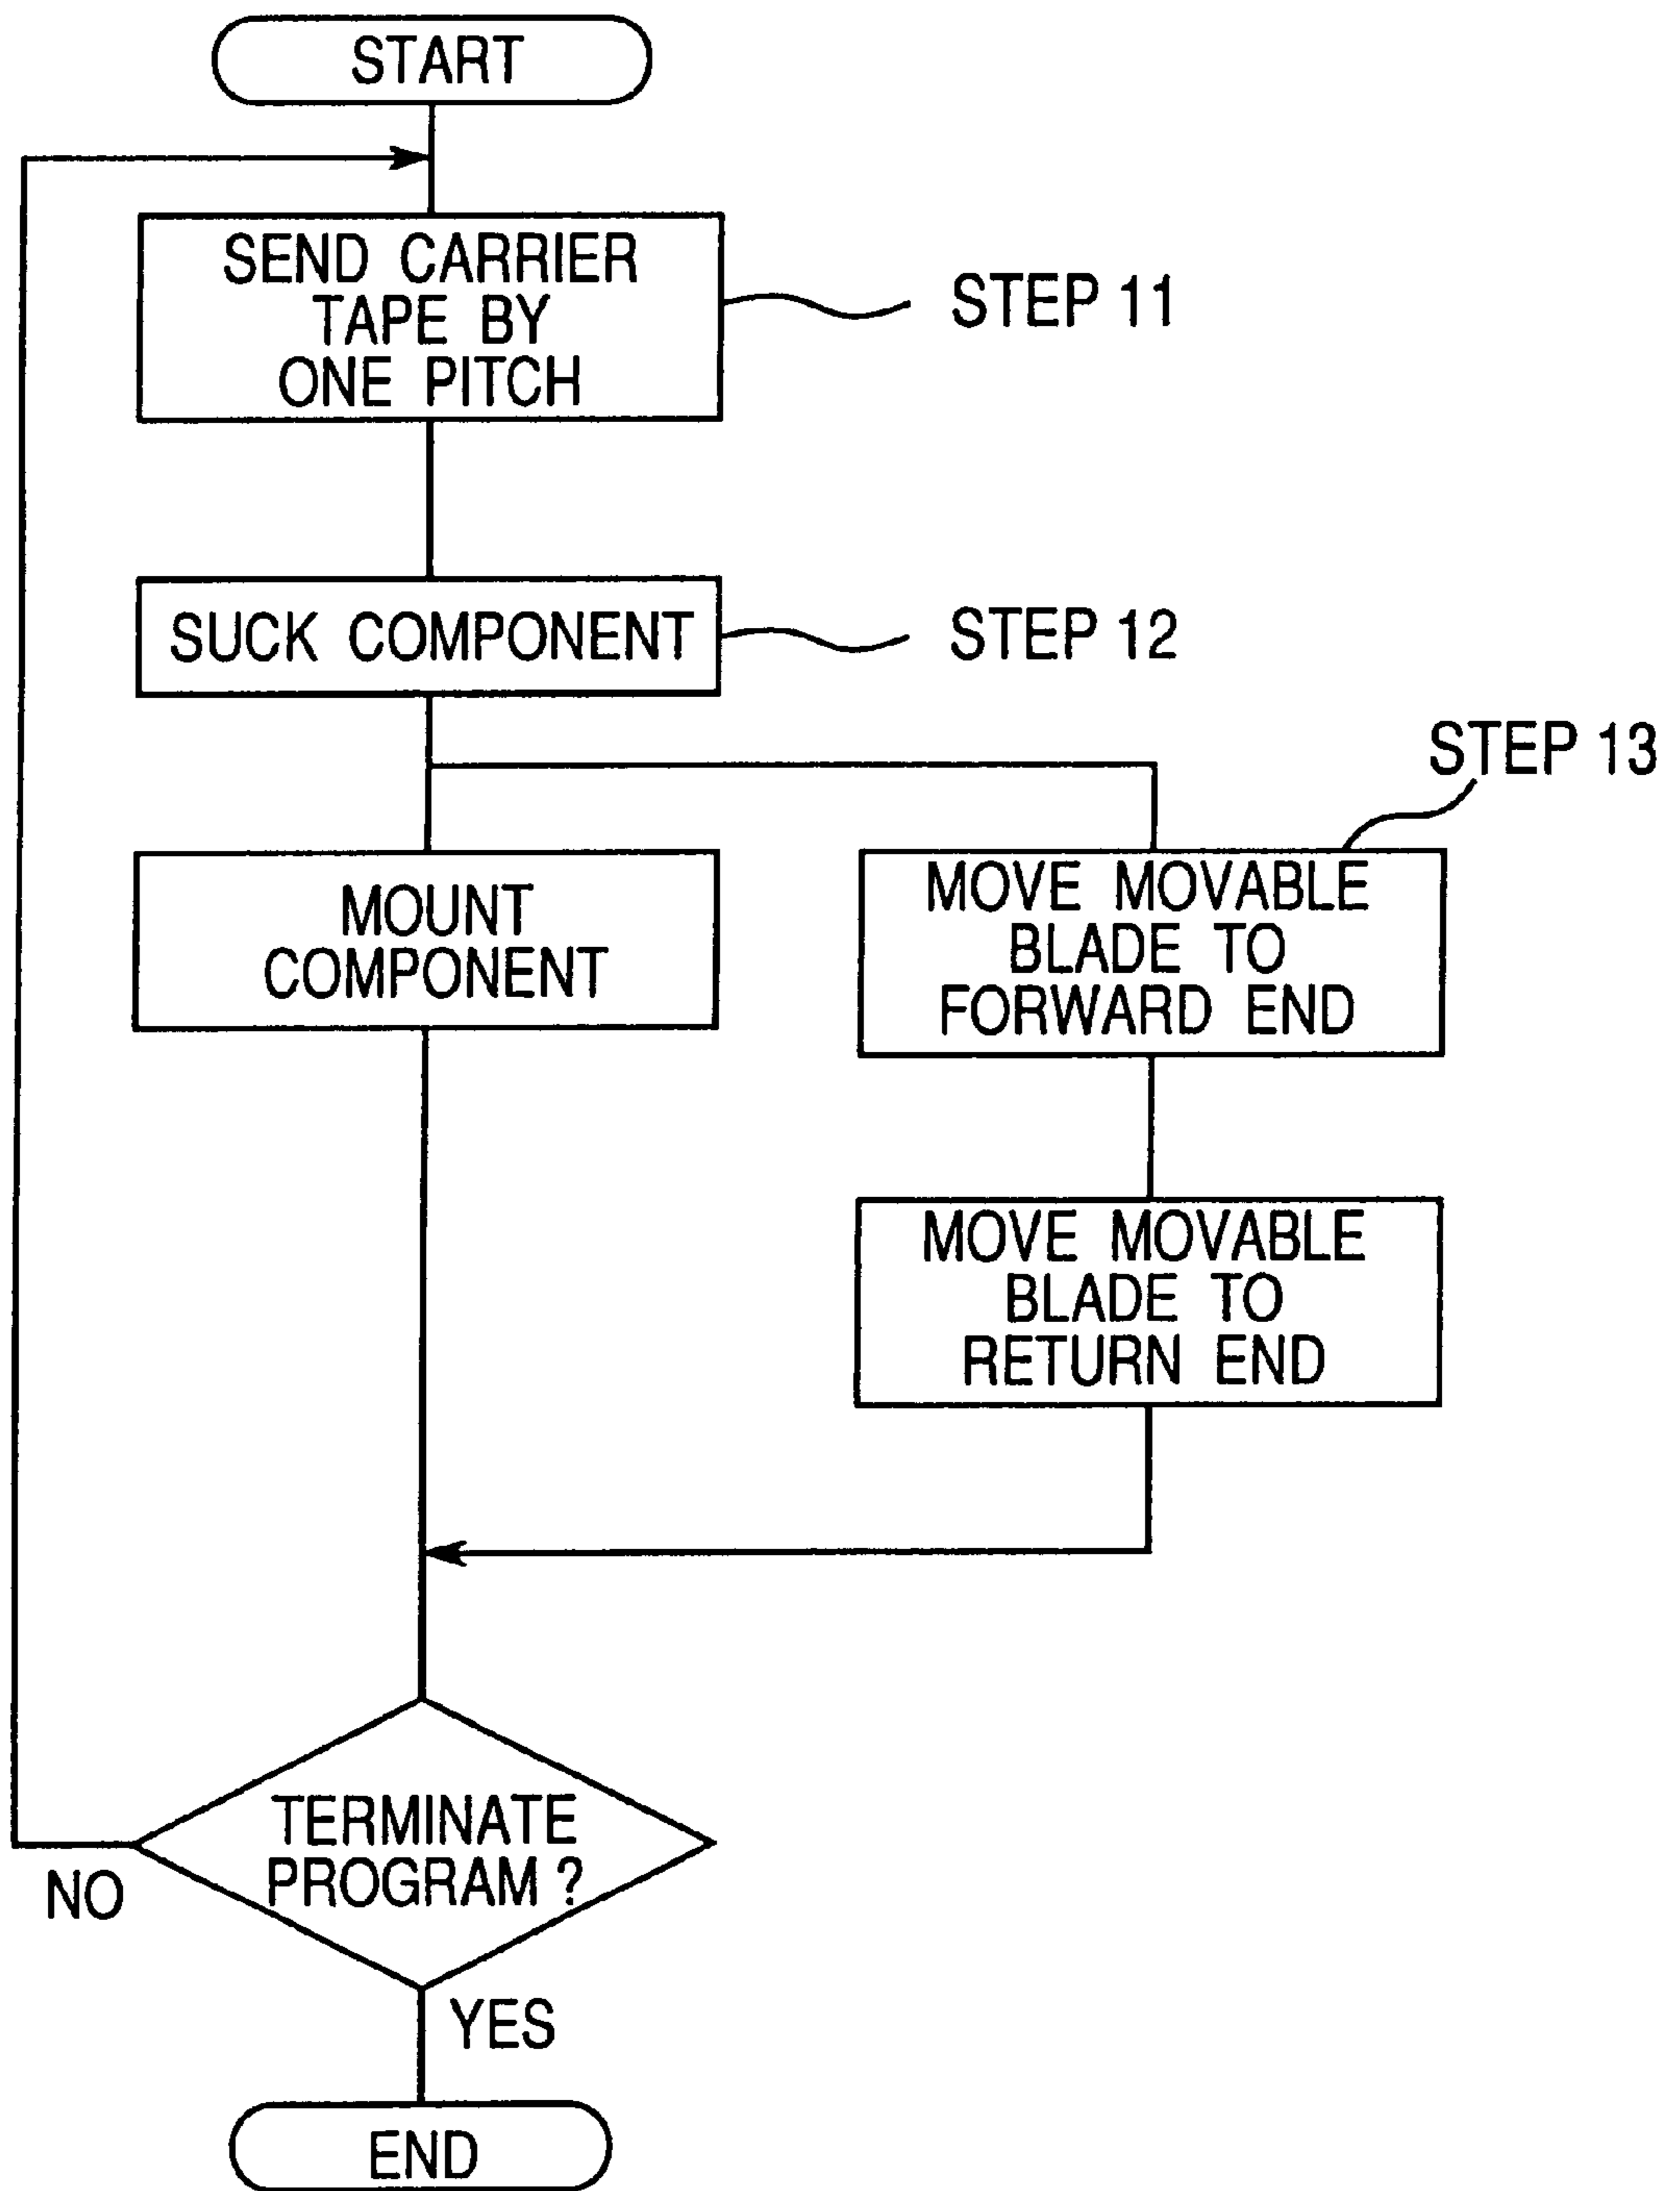 START
SEND CARRIER
TAPE BY
ONE PITCH
STEP 11
SUCK COMPONENT
STEP 12
STEP 13
MOUNT
COMPONENT
MOVE MOVABLE
BLADE TO
FORWARD END
MOVE MOVABLE
BLADE TO
RETURN END
TERMINATE
PROGRAM ?
NO
YES
END